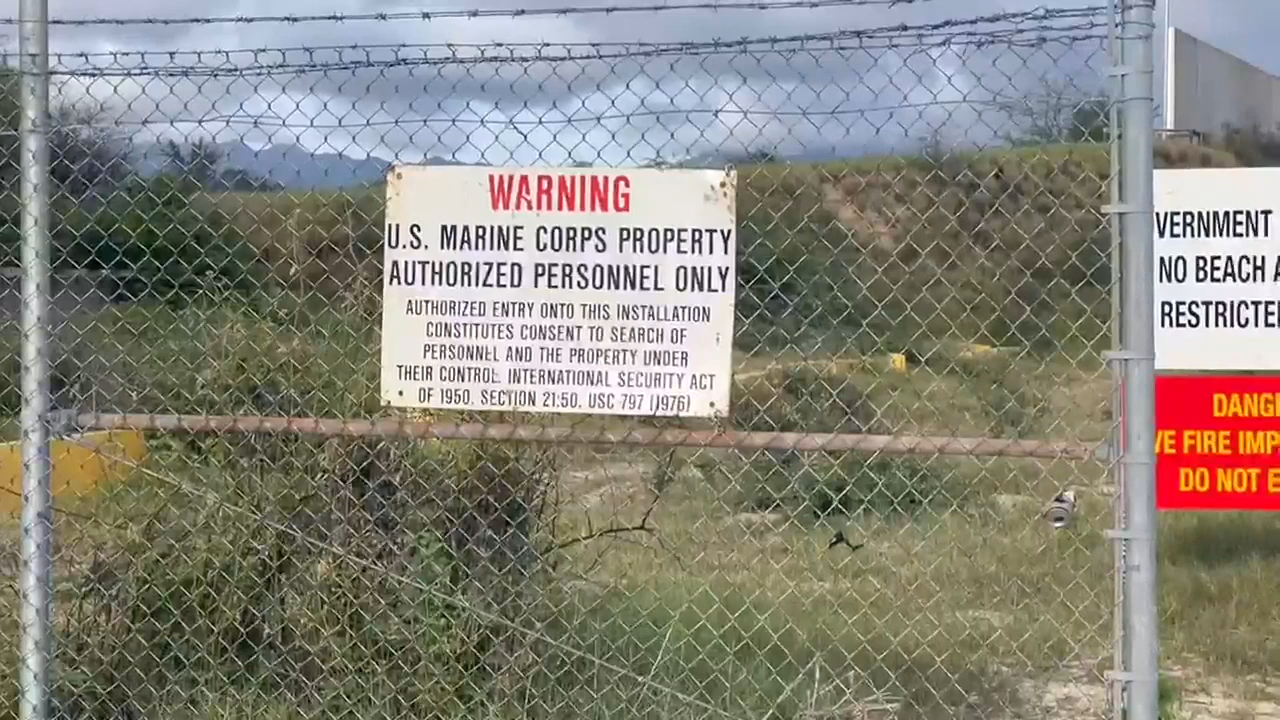 WARNING
U.S. MARINE CORPS PROPERTY
AUTHORIZED PERSONNEL ONLY
AUTHORIZED ENTRY ONTO THIS INSTALLATION
CONSTITUTES CONSENT TO SEARCH OF
PERSONNEL AND THE PROPERTY UNDER
THEIR CONTROL. INTERNATIONAL SECURITY ACT
OF 1950. SECTION 21:50. USC 797 (1976)
VERNMENT
NO BEACH A
RESTRICTE
DANG
VE FIRE IMP
DO NOT E